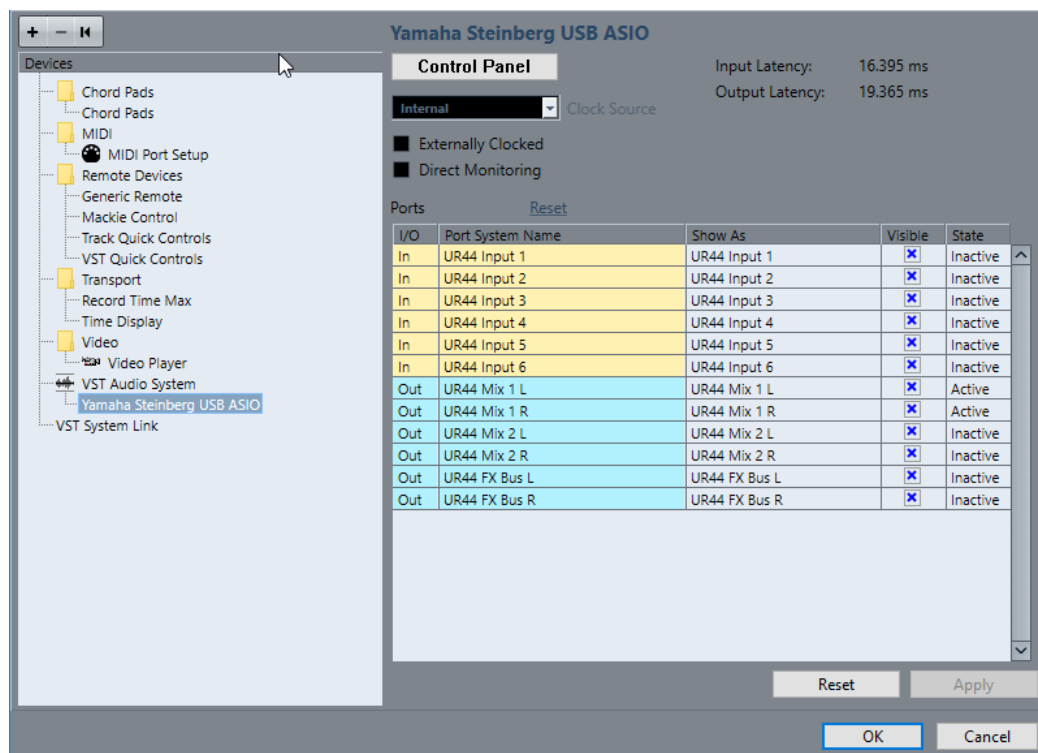 Yamaha Steinberg USB ASIO
Devices
Control Panel
Input Latency: 16.395 ms
Output Latency: 19.365 ms
Internal Clock Source
Externally Clocked
Direct Monitoring
Chord Pads
Chord Pads
MIDI
MIDI Port Setup
Remote Devices
Generic Remote
Mackie Control
Track Quick Controls
VST Quick Controls
Transport
Record Time Max
Time Display
Video
Video Player
VST Audio System
Yamaha Steinberg USB ASIO
VST System Link
Ports Reset
I/O Port System Name Show As Visible State
In UR44 Input 1 UR44 Input 1 Inactive
In UR44 Input 2 UR44 Input 2 Inactive
In UR44 Input 3 UR44 Input 3 Inactive
In UR44 Input 4 UR44 Input 4 Inactive
In UR44 Input 5 UR44 Input 5 Inactive
In UR44 Input 6 UR44 Input 6 Inactive
Out UR44 Mix 1 L UR44 Mix 1 L Active
Out UR44 Mix 1 R UR44 Mix 1 R Active
Out UR44 Mix 2 L UR44 Mix 2 L Inactive
Out UR44 Mix 2 R UR44 Mix 2 R Inactive
Out UR44 FX Bus L UR44 FX Bus L Inactive
Out UR44 FX Bus R UR44 FX Bus R Inactive
Reset Apply
OK Cancel